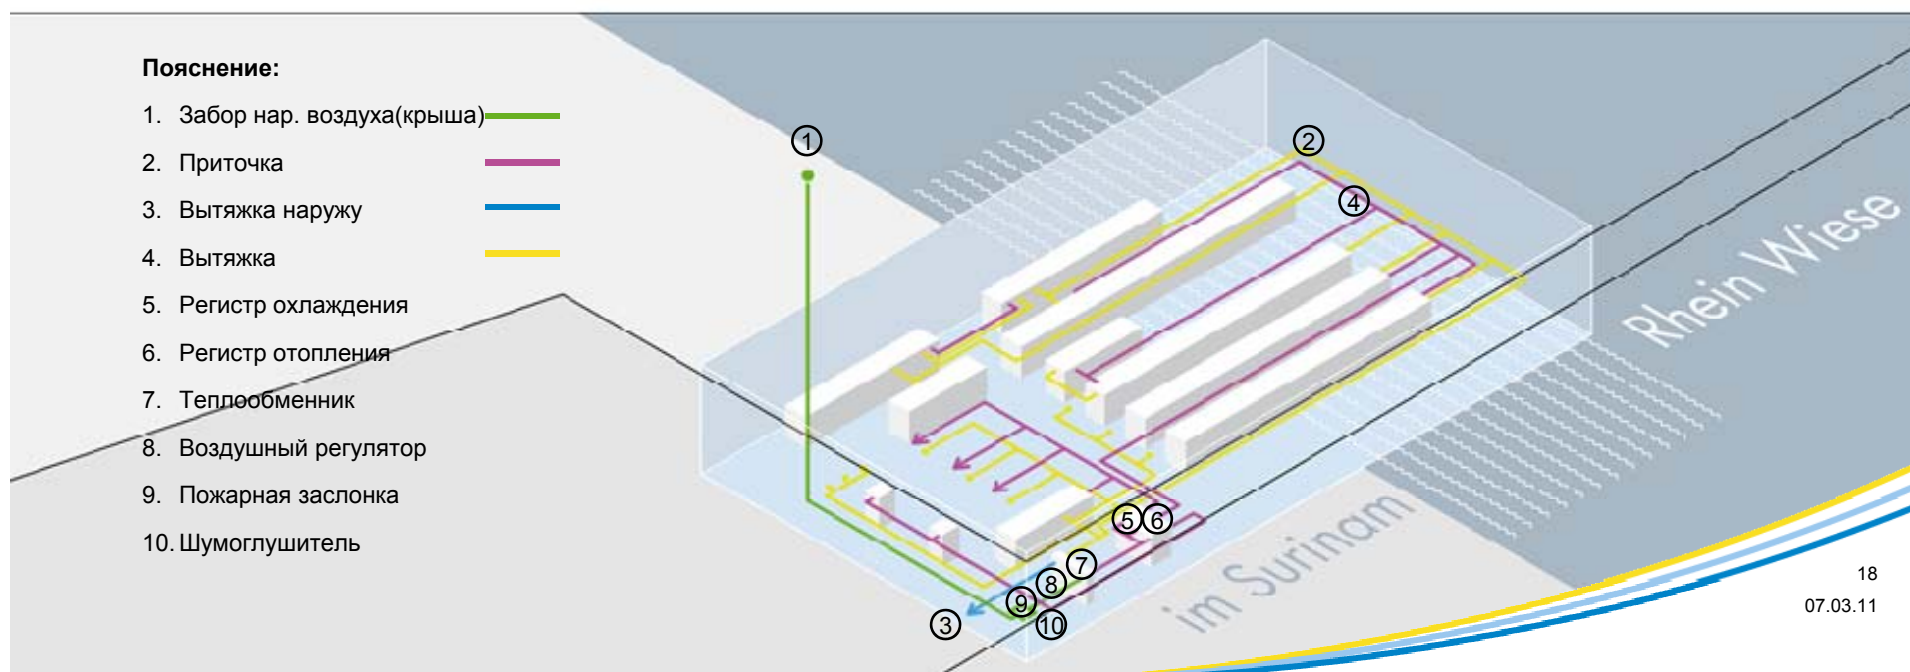 Пояснение:
1. Забор нар. воздуха(крыша)
2. Приточка
3. Вытяжка наружу
4. Вытяжка
5. Регистр охлаждения
6. Регистр отопления
7. Теплообменник
8. Воздушный регулятор
9. Пожарная заслонка
10. Шумоглушитель
1
2
4
Rhein Wiese
5 6
im Surinam
7
8
9
3
10
18
07.03.11